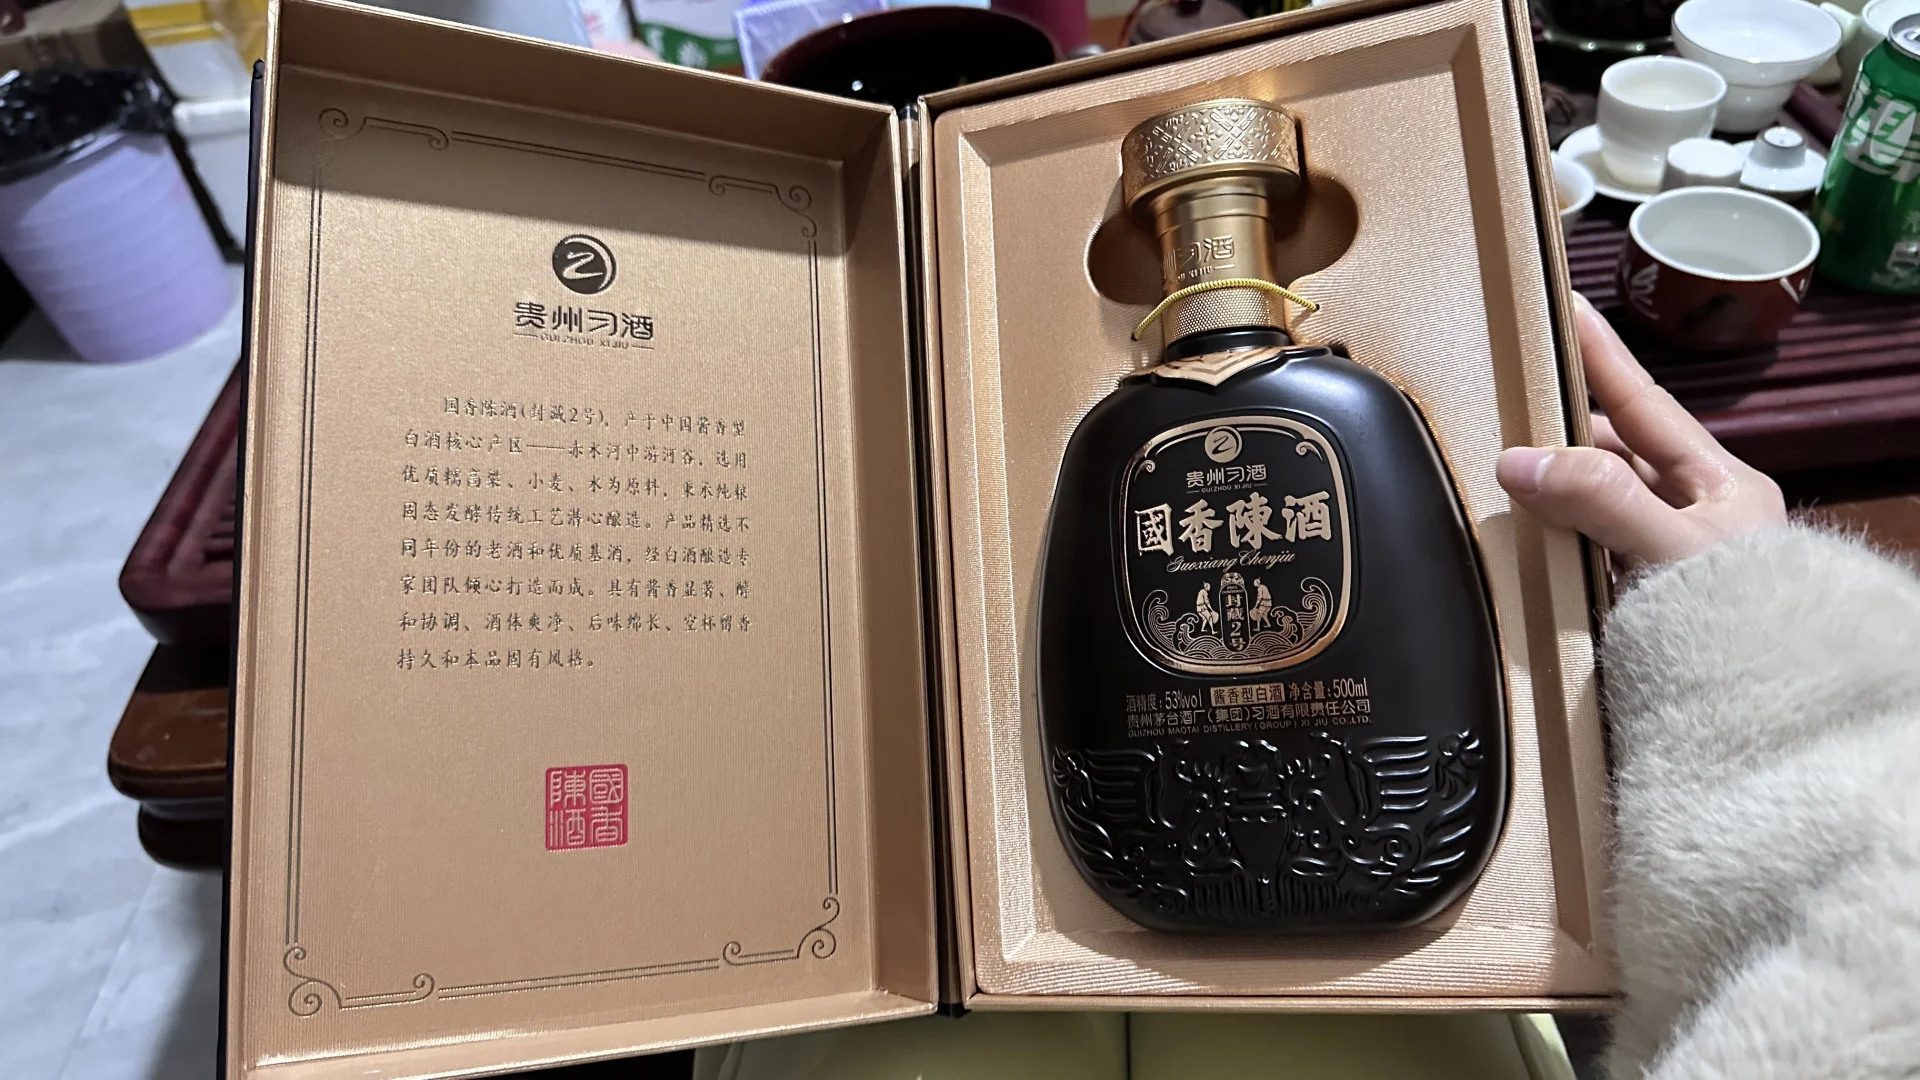 贵州习酒
GUIZHOU XIJIU
国香陈酒(封藏2号),产于中国酱香型
白酒核心产区——赤水河中游河谷,选用
优质糯高粱、小麦、水为原料,秉承纯粮
固态发酵传统工艺潜心酿造。产品精选不
同年份的老酒和优质基酒,经白酒酿造专
家团队倾心打造而成。具有酱香显著、醇
和协调、酒体爽净、后味绵长、空杯留香
持久和本品固有风格。
國香
陳酒
州习酒
贵州习酒
GUIZHOU XIJIU
國香陳酒
Guoxiang Chenjiu
封藏2号
酒精度:53%vol 酱香型白酒 净含量:500ml
贵州茅台酒厂(集团)习酒有限责任公司
GUIZHOU MAOTAI DISTILLERY(GROUP) XI JIU CO.,LTD.